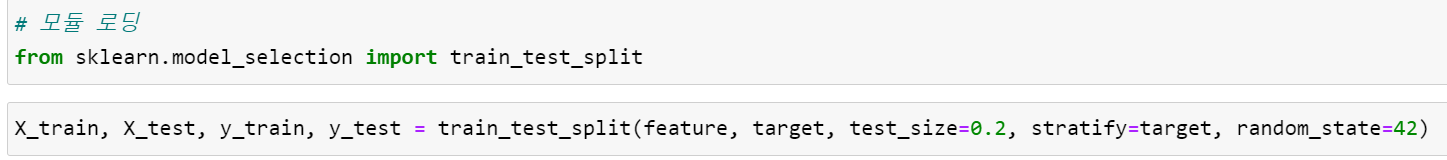 # 모듈 로딩
from sklearn.model_selection import train_test_split
X_train, X_test, y_train, y_test = train_test_split(feature, target, test_size=0.2, stratify=target, random_state=42)